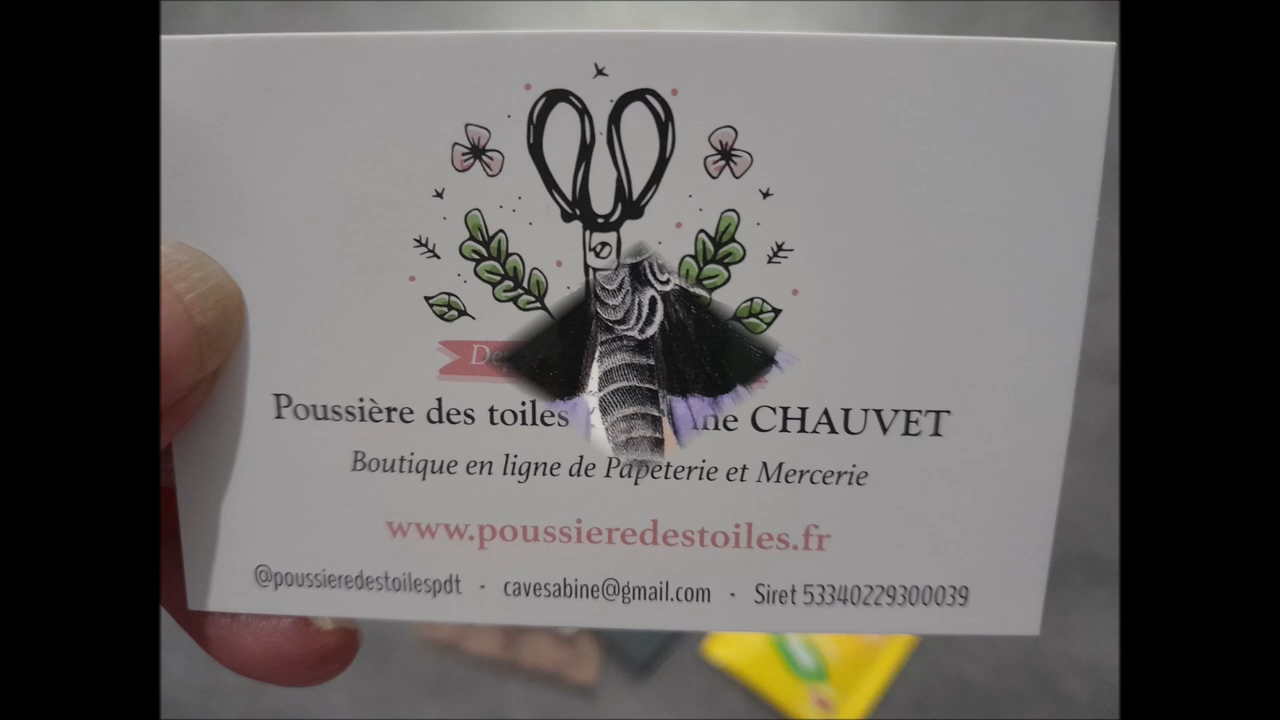 Poussière des toiles CHAUVET
Boutique en ligne de Papeterie et Mercerie
www.poussieredestoiles.fr
@poussieredestoilespdt - cavesabine@gmail.com - Siret 53340229300039